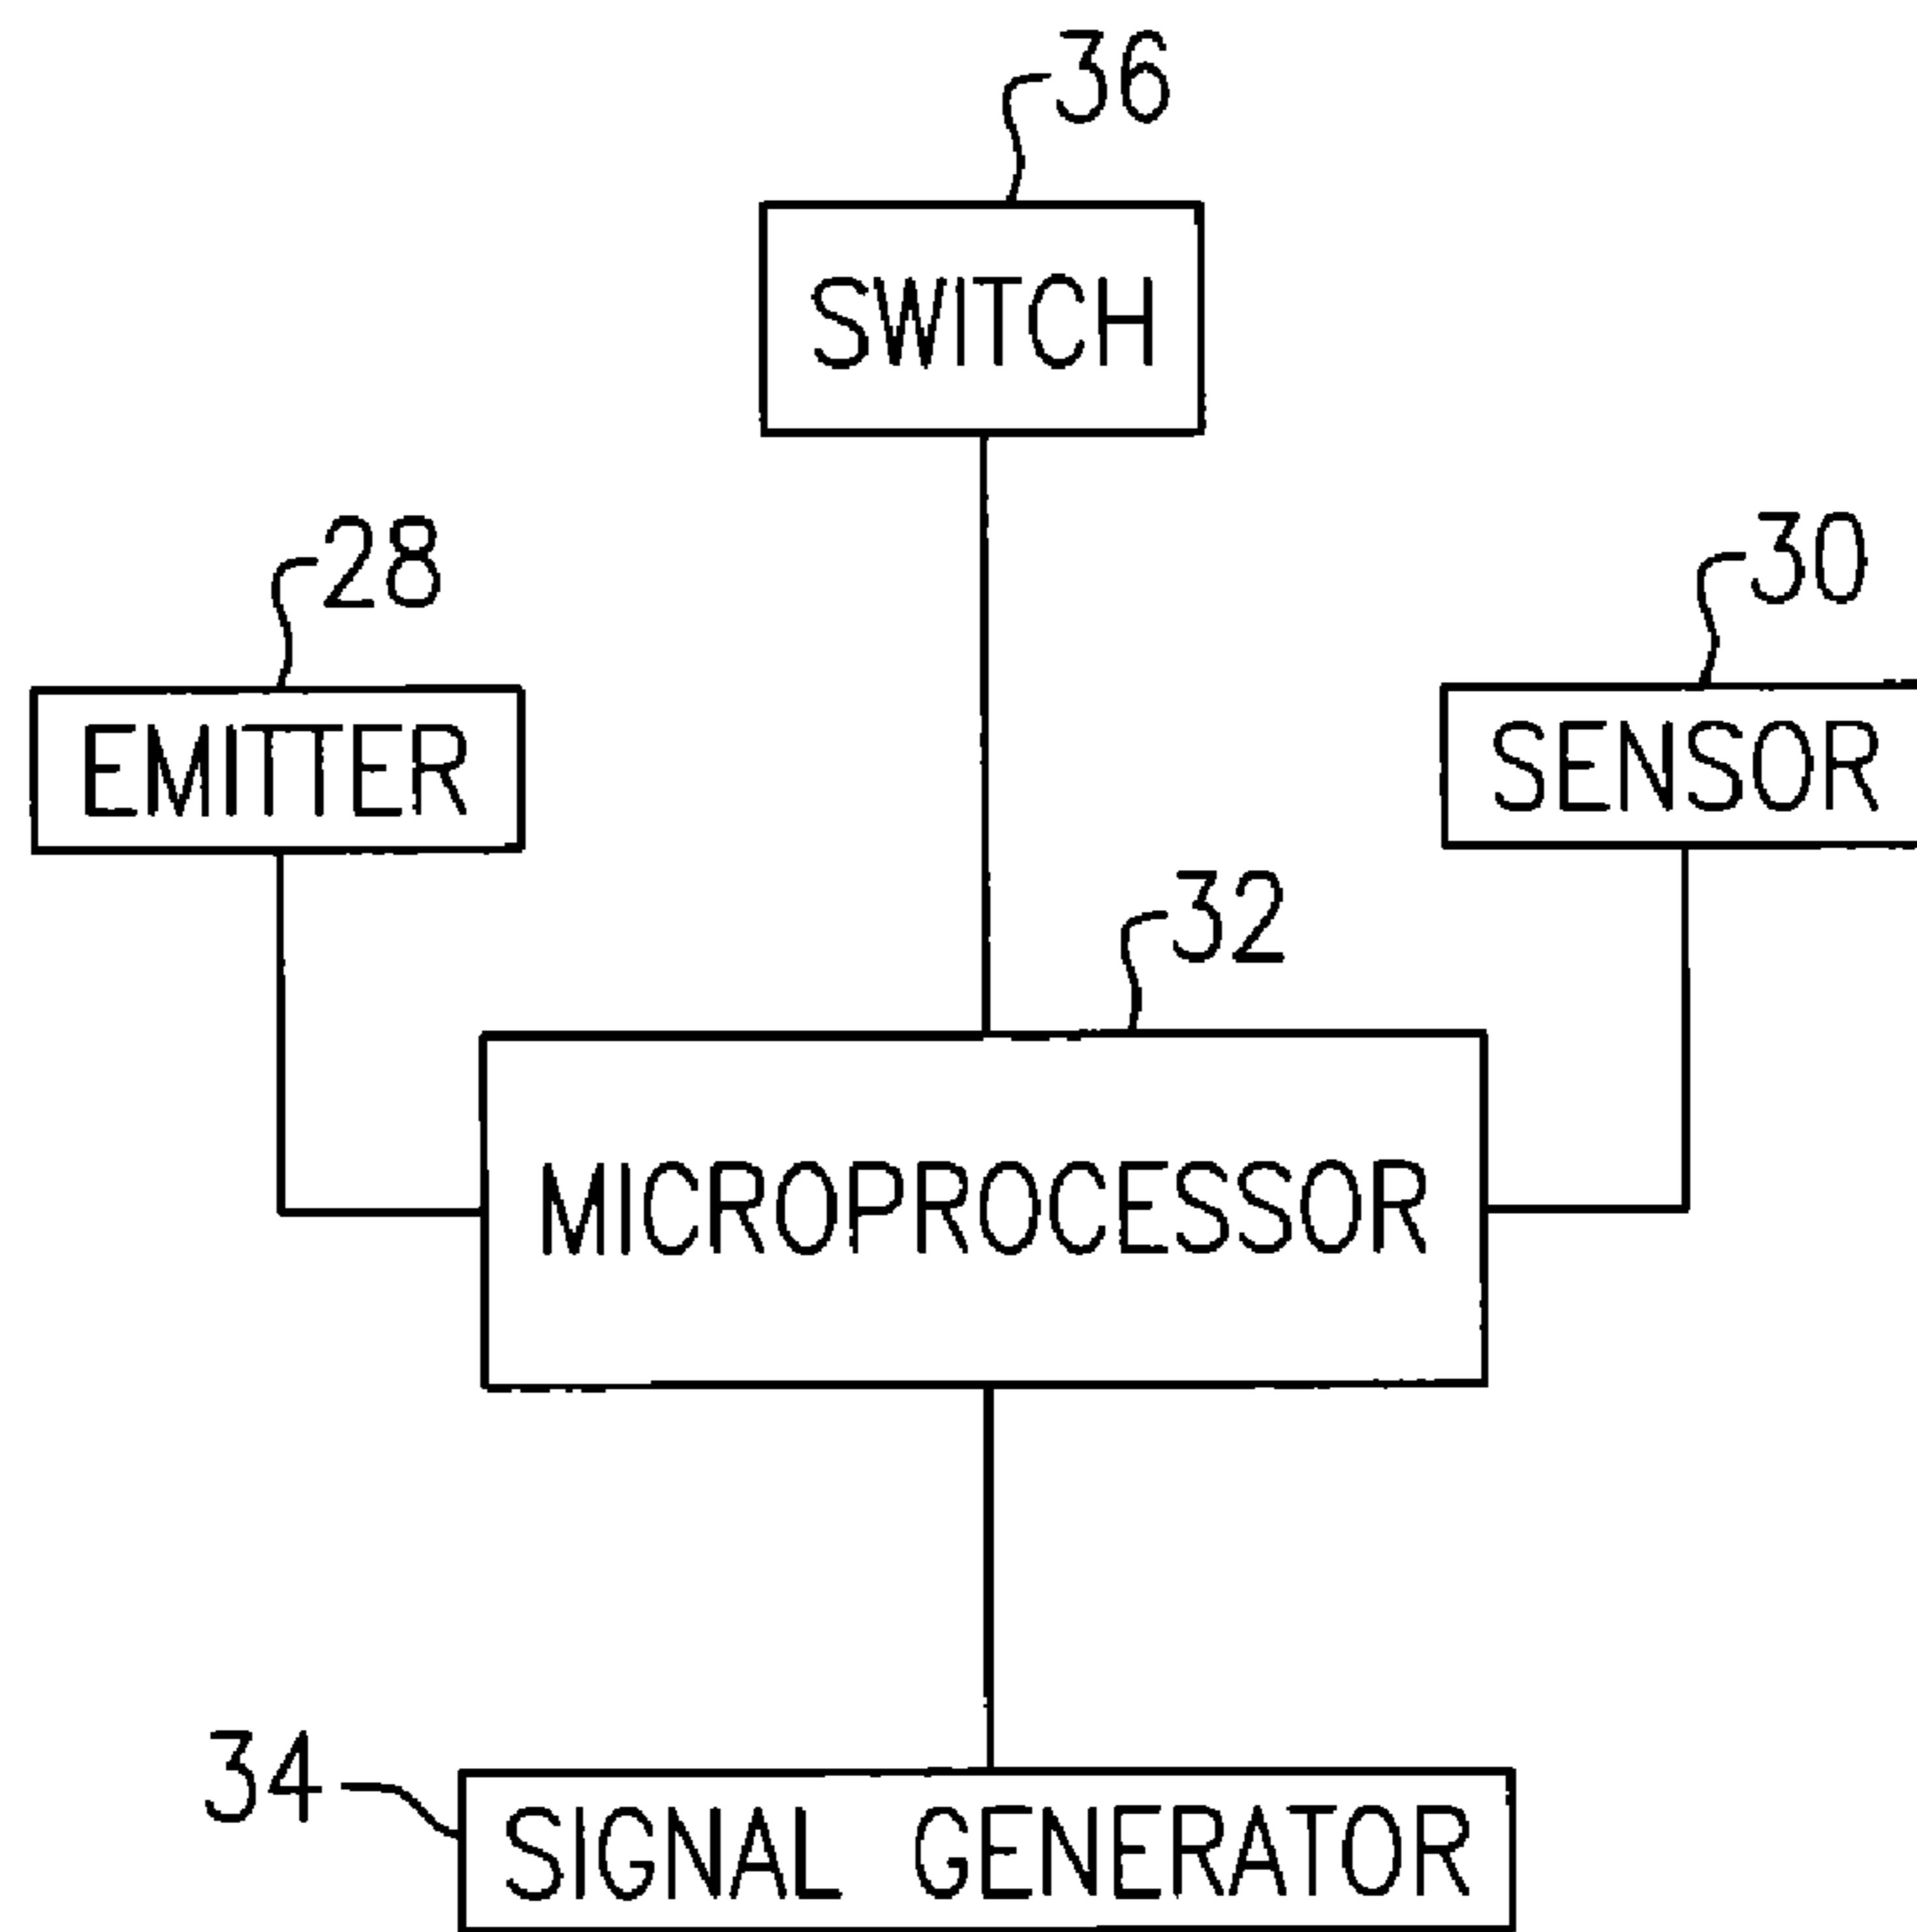 36
SWITCH
28
30
EMITTER
SENSOR
32
MICROPROCESSOR
34
SIGNAL GENERATOR